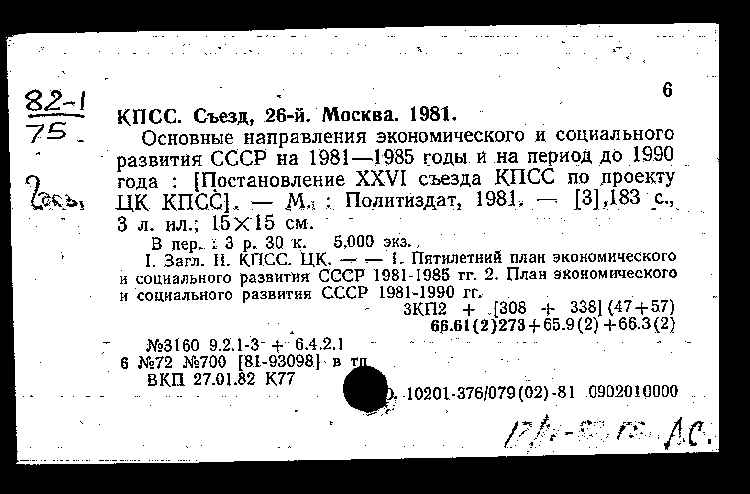 6
82-1
75
КПСС. Съезд, 26-й. Москва. 1981.
Основные направления экономического и социального
развития СССР на 1981—1985 годы и на период до 1990
года : [Постановление XXVI съезда КПСС по проекту
ЦК КПСС]. — М. : Политиздат, 1981. — [3],183 с.,
3 л. ил.; 15×15 см.
В пер. : 3 р. 30 к. 5.000 экз.
I. Загл. II. КПСС. ЦК. — — 1. Пятилетний план экономического
и социального развития СССР 1981-1985 гг. 2. План экономического
и социального развития СССР 1981-1990 гг.
3КП2 + [308 + 338] (47+57)
66.61(2)273+65.9(2)+66.3(2)
№3160 9.2.1-3 + 6.4.2.1
6 №72 №700 [81-93098] в тп
ВКП 27.01.82 К77
10201-376/079(02)-81 0902010000
Л.С.